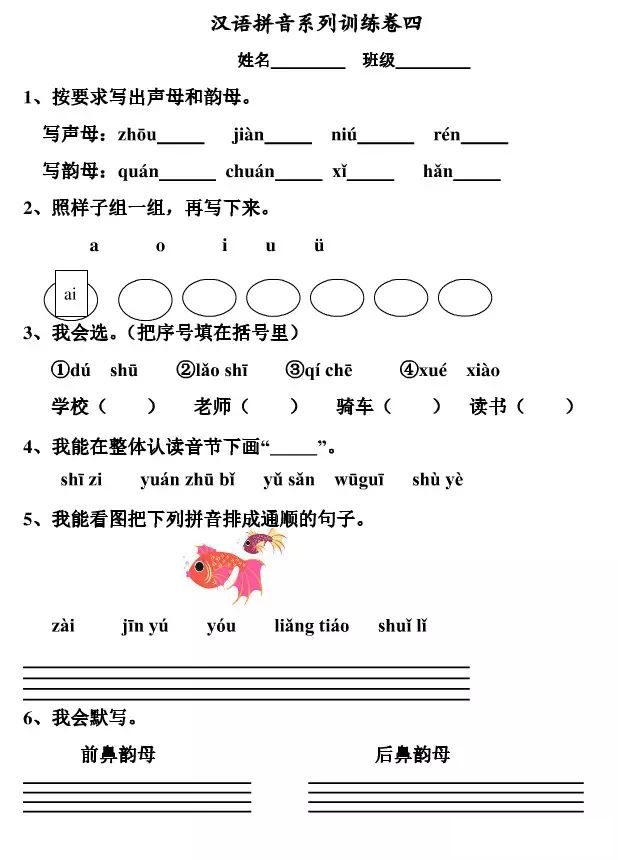 汉语拼音系列训练卷四
姓名________ 班级________
1、按要求写出声母和韵母。
写声母：zhōu_____ jiàn_____ niú______ rén_____
写韵母：quán______ chuán_____ xǐ_____ hǎn_____
2、照样子组一组，再写下来。
a o i u ü
ai
3、我会选。（把序号填在括号里）
①dú shū ②lǎo shī ③qí chē ④xué xiào
学校（ ） 老师（ ） 骑车（ ） 读书（ ）
4、我能在整体认读音节下画“_____”。
shī zi yuán zhū bǐ yǔ sǎn wūguī shù yè
5、我能看图把下列拼音排成通顺的句子。
zài jīn yú yóu liǎng tiáo shuǐ lǐ
6、我会默写。
前鼻韵母 后鼻韵母